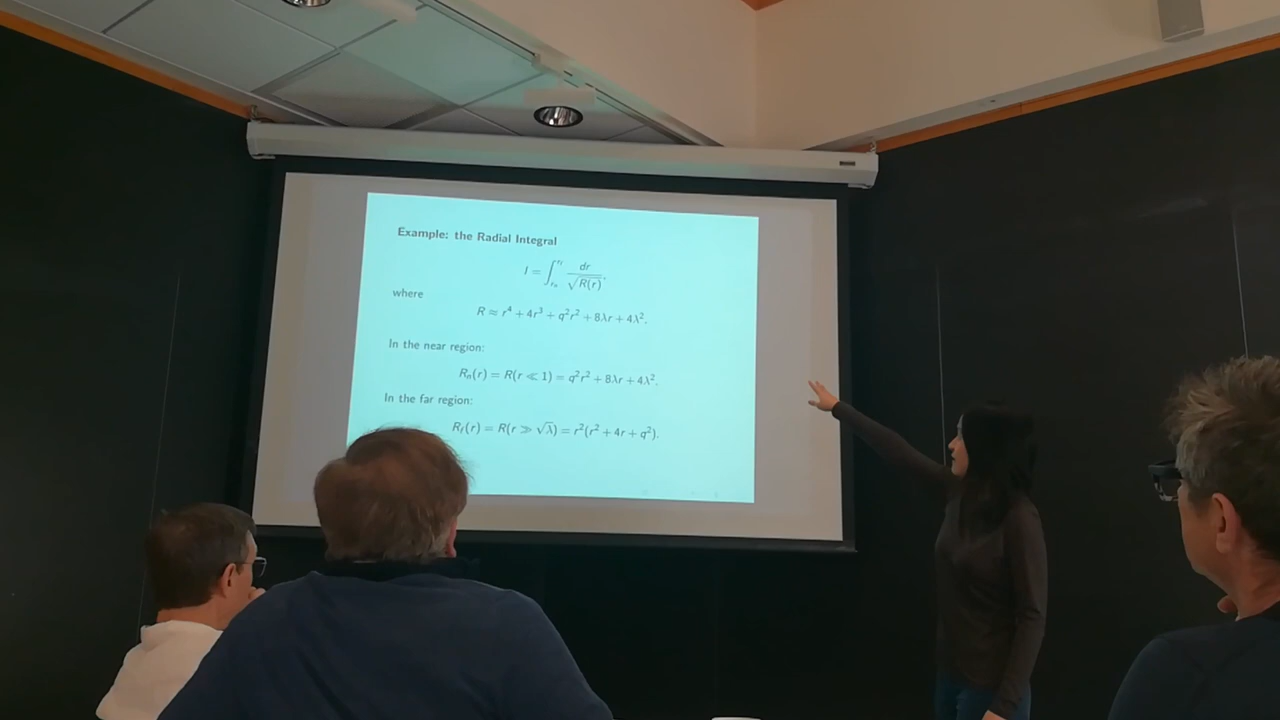 Example: the Radial Integral
I = ∫_{r_n}^{r_f} dr / √R(r),
where
R ≈ r⁴ + 4r³ + q²r² + 8λr + 4λ².
In the near region:
Rₙ(r) = R(r ≪ 1) = q²r² + 8λr + 4λ².
In the far region:
R_f(r) = R(r ≫ √λ) = r²(r² + 4r + q²).